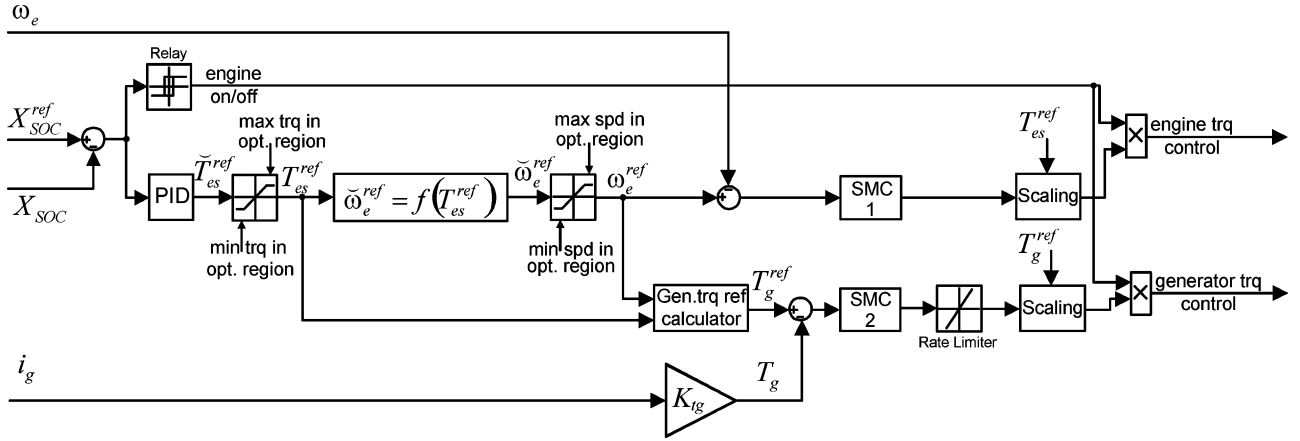 ω_e
Relay
engine
on/off
X_SOC^ref
X_SOC
+
-
PID
T̆_es^ref
max trq in
opt. region
min trq in
opt. region
T_es^ref
ω̆_e^ref = f(T_es^ref)
ω̆_e^ref
max spd in
opt. region
min spd in
opt. region
ω_e^ref
+
-
SMC
1
T_es^ref
Scaling
×
engine trq
control
Gen.trq ref
calculator
T_g^ref
+
-
SMC
2
Rate Limiter
T_g^ref
Scaling
×
generator trq
control
i_g
K_tg
T_g